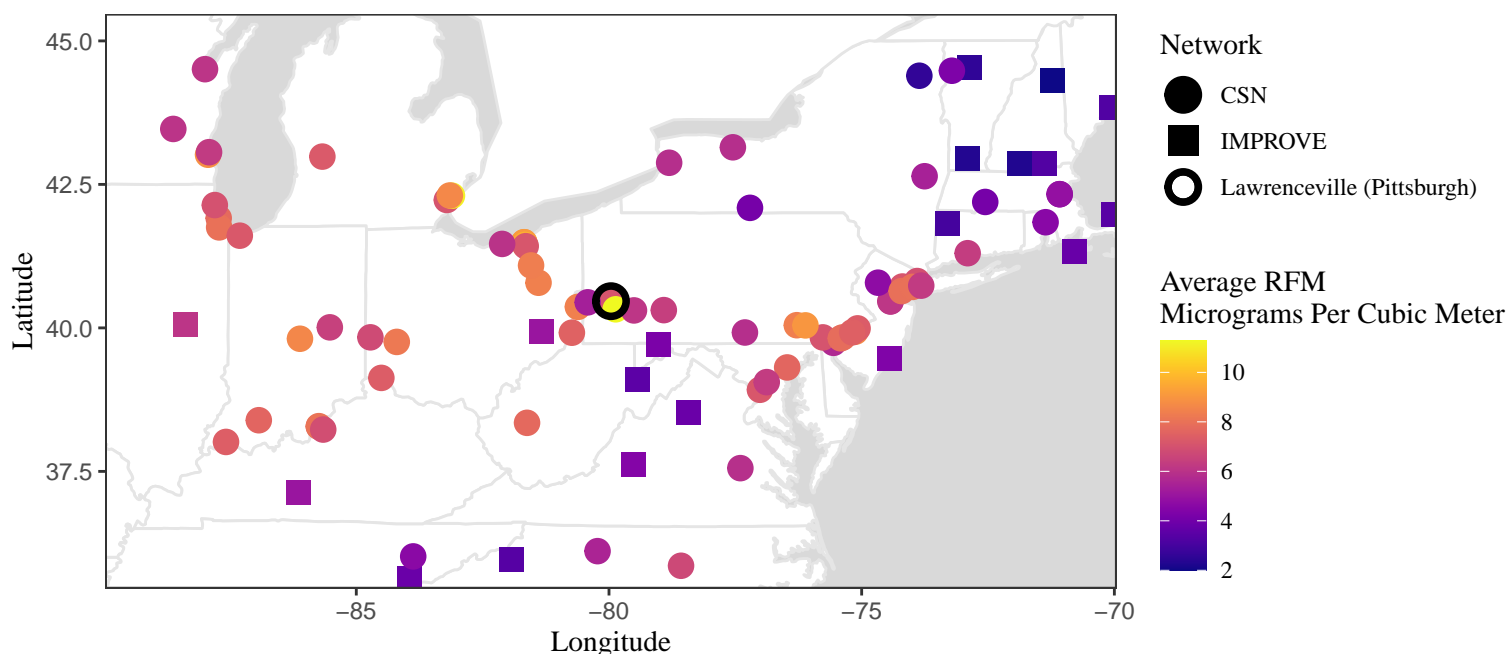 45.0
42.5
40.0
37.5
Latitude
−85
−80
−75
−70
Longitude
Network
CSN
IMPROVE
Lawrenceville (Pittsburgh)
Average RFM
Micrograms Per Cubic Meter
10
8
6
4
2